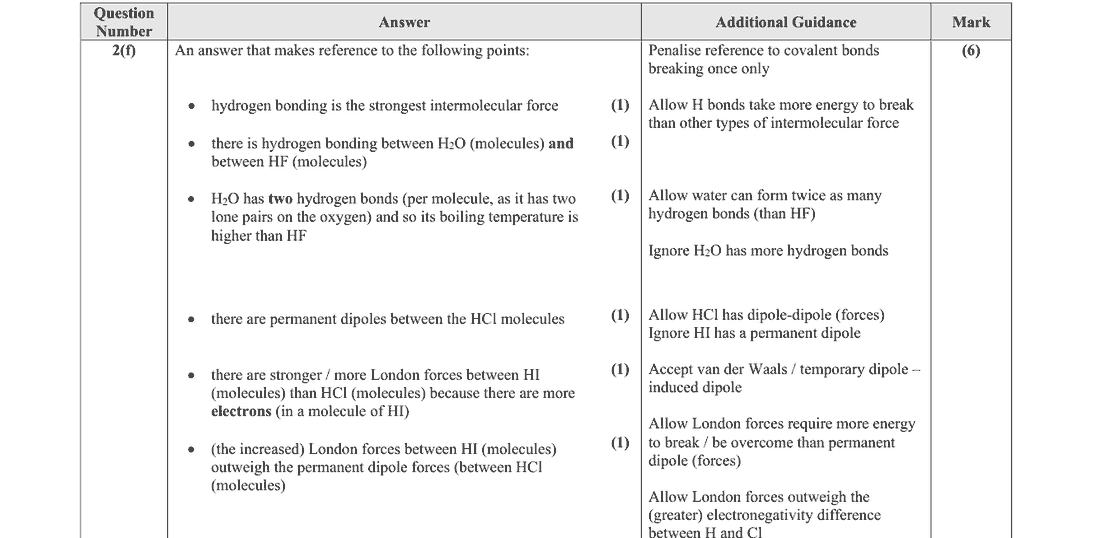 Question Number
Answer
Additional Guidance
Mark
2(f)
An answer that makes reference to the following points:
Penalise reference to covalent bonds
breaking once only
(6)
• hydrogen bonding is the strongest intermolecular force
(1)
Allow H bonds take more energy to break
than other types of intermolecular force
• there is hydrogen bonding between H₂O (molecules) and
between HF (molecules)
(1)
• H₂O has two hydrogen bonds (per molecule, as it has two
lone pairs on the oxygen) and so its boiling temperature is
higher than HF
(1)
Allow water can form twice as many
hydrogen bonds (than HF)
Ignore H₂O has more hydrogen bonds
• there are permanent dipoles between the HCl molecules
(1)
Allow HCl has dipole-dipole (forces)
Ignore HI has a permanent dipole
• there are stronger / more London forces between HI
(molecules) than HCl (molecules) because there are more
electrons (in a molecule of HI)
(1)
Accept van der Waals / temporary dipole –
induced dipole
• (the increased) London forces between HI (molecules)
outweigh the permanent dipole forces (between HCl
(molecules)
(1)
Allow London forces require more energy
to break / be overcome than permanent
dipole (forces)
Allow London forces outweigh the
(greater) electronegativity difference
between H and Cl